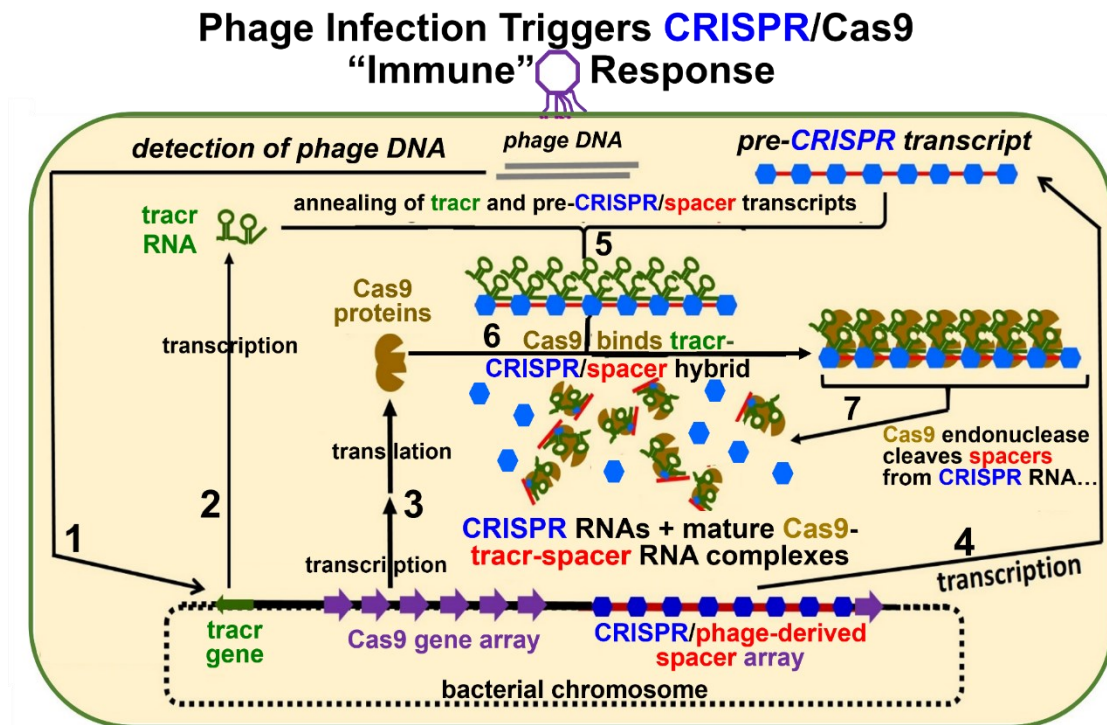 Phage Infection Triggers CRISPR/Cas9
“Immune” Response
detection of phage DNA
phage DNA
pre-CRISPR transcript
annealing of tracr and pre-CRISPR/spacer transcripts
tracr
RNA
5
Cas9
proteins
6
Cas9 binds tracr-
CRISPR/spacer hybrid
transcription
7
Cas9 endonuclease
cleaves spacers
from CRISPR RNA…
translation
1
2
3
CRISPR RNAs + mature Cas9-
tracr-spacer RNA complexes
4
transcription
transcription
tracr
gene
Cas9 gene array
CRISPR/phage-derived
spacer array
bacterial chromosome